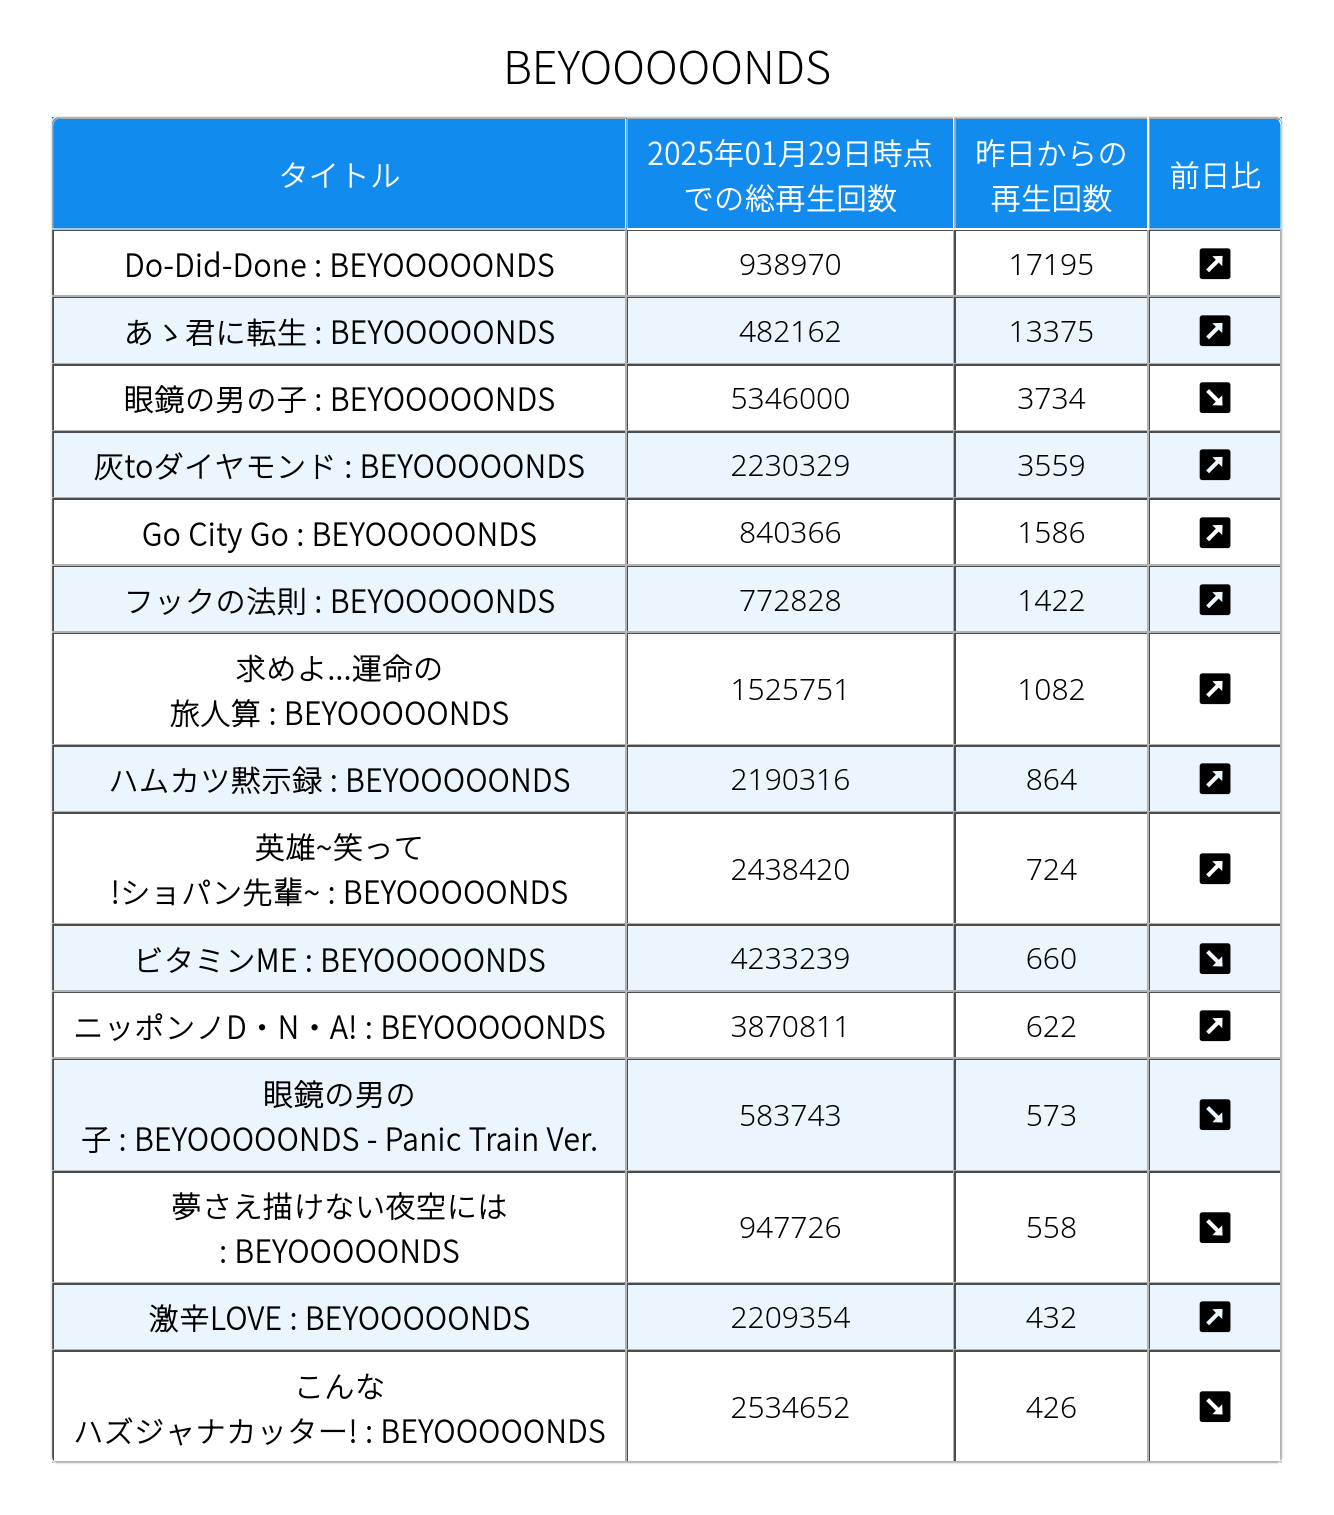 BEYOOOOONDS
タイトル
2025年01月29日時点
での総再生回数
昨日からの
再生回数
前日比
Do-Did-Done : BEYOOOOONDS
938970
17195
あゝ君に転生 : BEYOOOOONDS
482162
13375
眼鏡の男の子 : BEYOOOOONDS
5346000
3734
灰toダイヤモンド : BEYOOOOONDS
2230329
3559
Go City Go : BEYOOOOONDS
840366
1586
フックの法則 : BEYOOOOONDS
772828
1422
求めよ...運命の
旅人算 : BEYOOOOONDS
1525751
1082
ハムカツ黙示録 : BEYOOOOONDS
2190316
864
英雄~笑って
!ショパン先輩~ : BEYOOOOONDS
2438420
724
ビタミンME : BEYOOOOONDS
4233239
660
ニッポンノD・N・A! : BEYOOOOONDS
3870811
622
眼鏡の男の
子 : BEYOOOOONDS - Panic Train Ver.
583743
573
夢さえ描けない夜空には
: BEYOOOOONDS
947726
558
激辛LOVE : BEYOOOOONDS
2209354
432
こんな
ハズジャナカッター! : BEYOOOOONDS
2534652
426